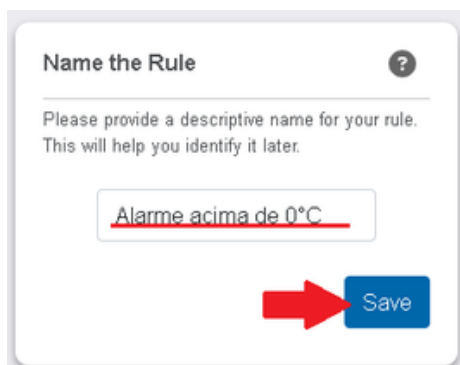 Name the Rule ?
Please provide a descriptive name for your rule.
This will help you identify it later.
Alarme acima de 0°C
Save